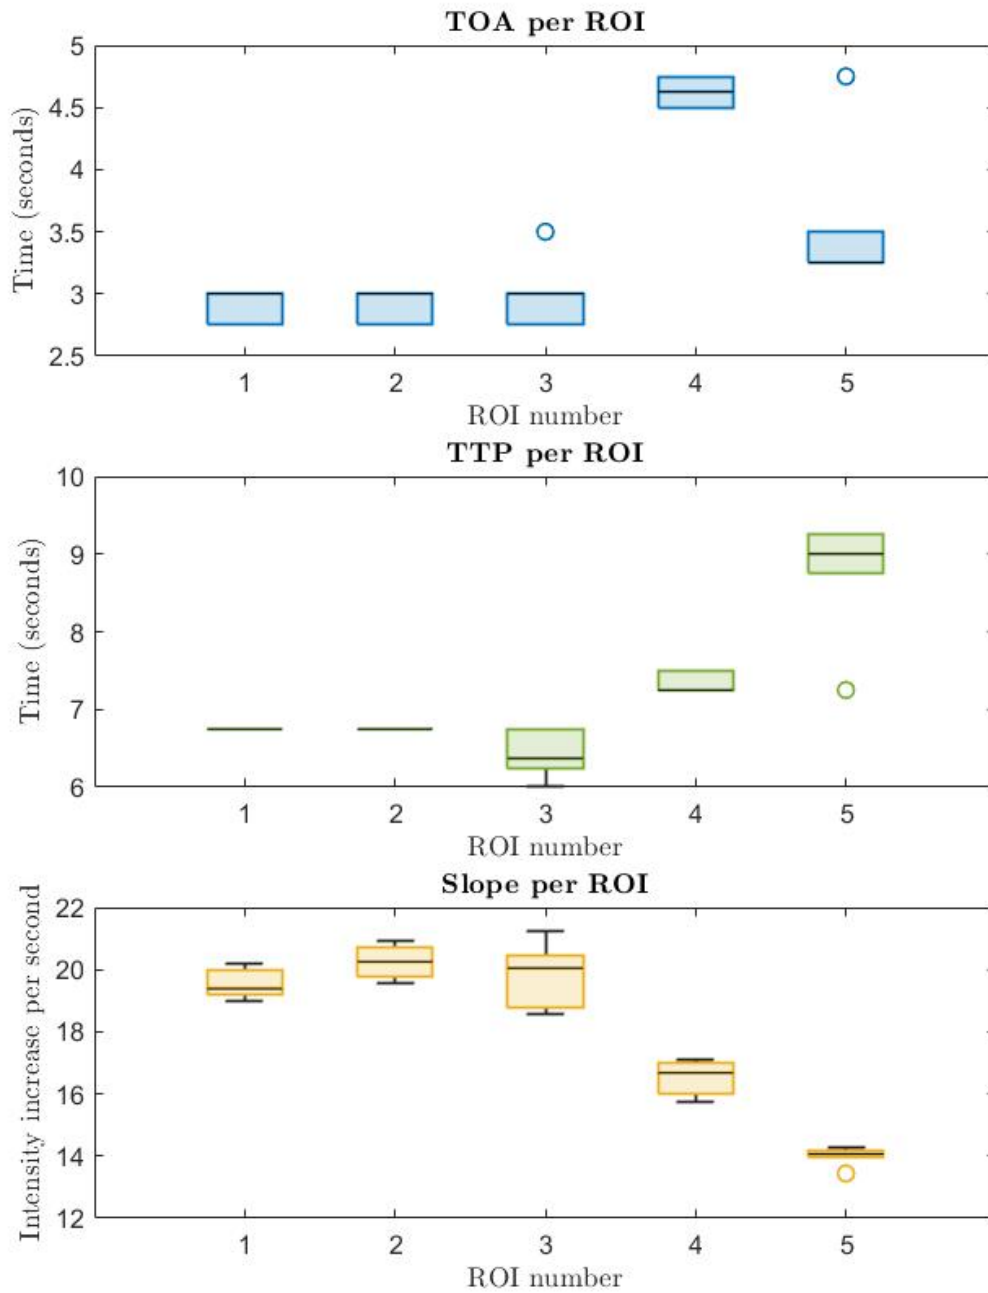 TOA per ROI
Time (seconds)
5
4.5
4
3.5
3
2.5
1 2 3 4 5
ROI number
TTP per ROI
Time (seconds)
10
9
8
7
6
1 2 3 4 5
ROI number
Slope per ROI
Intensity increase per second
22
20
18
16
14
12
1 2 3 4 5
ROI number